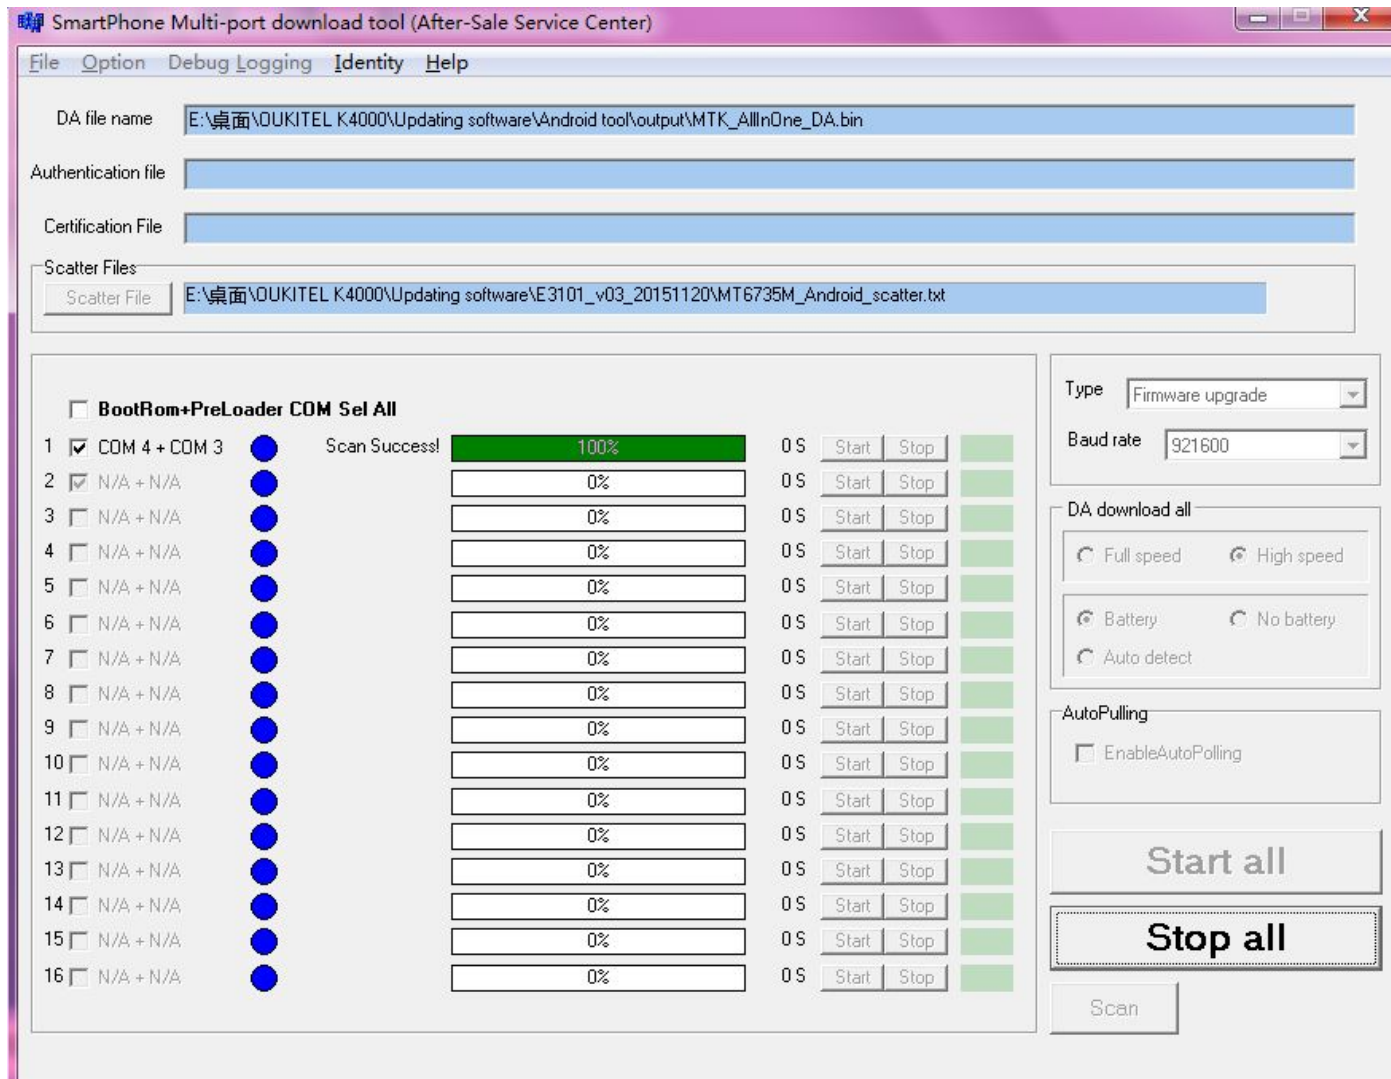 SmartPhone Multi-port download tool (After-Sale Service Center)
File Option Debug Logging Identity Help
DA file name E:\桌面\OUKITEL K4000\Updating software\Android tool\output\MTK_AllInOne_DA.bin
Authentication file
Certification File
Scatter Files
Scatter File E:\桌面\OUKITEL K4000\Updating software\E3101_v03_20151120\MT6735M_Android_scatter.txt
BootRom+PreLoader COM Sel All
1 COM 4 + COM 3 Scan Success! 100% 0 S Start Stop
2 N/A + N/A 0% 0 S Start Stop
3 N/A + N/A 0% 0 S Start Stop
4 N/A + N/A 0% 0 S Start Stop
5 N/A + N/A 0% 0 S Start Stop
6 N/A + N/A 0% 0 S Start Stop
7 N/A + N/A 0% 0 S Start Stop
8 N/A + N/A 0% 0 S Start Stop
9 N/A + N/A 0% 0 S Start Stop
10 N/A + N/A 0% 0 S Start Stop
11 N/A + N/A 0% 0 S Start Stop
12 N/A + N/A 0% 0 S Start Stop
13 N/A + N/A 0% 0 S Start Stop
14 N/A + N/A 0% 0 S Start Stop
15 N/A + N/A 0% 0 S Start Stop
16 N/A + N/A 0% 0 S Start Stop
Type Firmware upgrade
Baud rate 921600
DA download all
Full speed High speed
Battery No battery
Auto detect
AutoPulling
EnableAutoPolling
Start all
Stop all
Scan